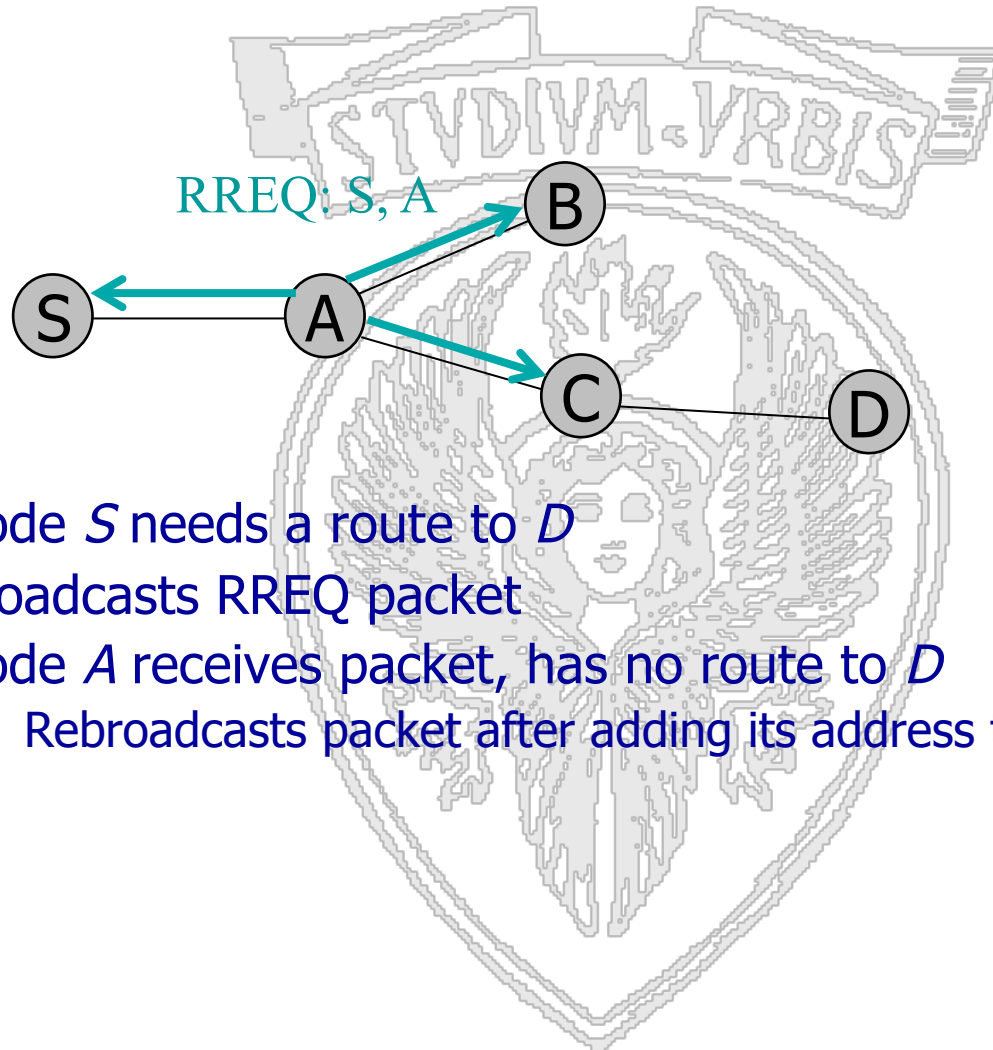 STVDIVM VRBIS
RREQ: S, A
B
S
A
C
D
ode S needs a route to D
oadcasts RREQ packet
ode A receives packet, has no route to D
Rebroadcasts packet after adding its address